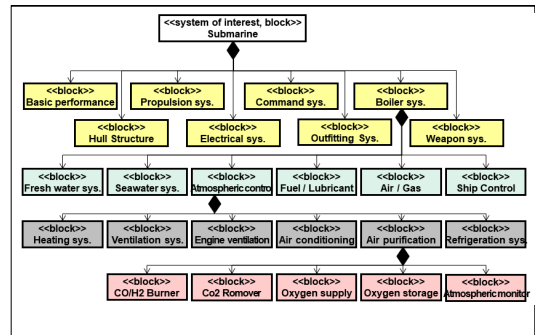 <<system of interest, block>>
Submarine
<<block>>
Basic performance
<<block>>
Propulsion sys.
<<block>>
Command sys.
<<block>>
Boiler sys.
<<block>>
Hull Structure
<<block>>
Electrical sys.
<<block>>
Outfitting Sys.
<<block>>
Weapon sys.
<<block>>
Fresh water sys.
<<block>>
Seawater sys.
<<block>>
Atmospheric contro
<<block>>
Fuel / Lubricant
<<block>>
Air / Gas
<<block>>
Ship Control
<<block>>
Heating sys.
<<block>>
Ventilation sys.
<<block>>
Engine ventilation
<<block>>
Air conditioning
<<block>>
Air purification
<<block>>
Refrigeration sys.
<<block>>
CO/H2 Burner
<<block>>
Co2 Romover
<<block>>
Oxygen supply
<<block>>
Oxygen storage
<<block>>
Atmospheric monitor